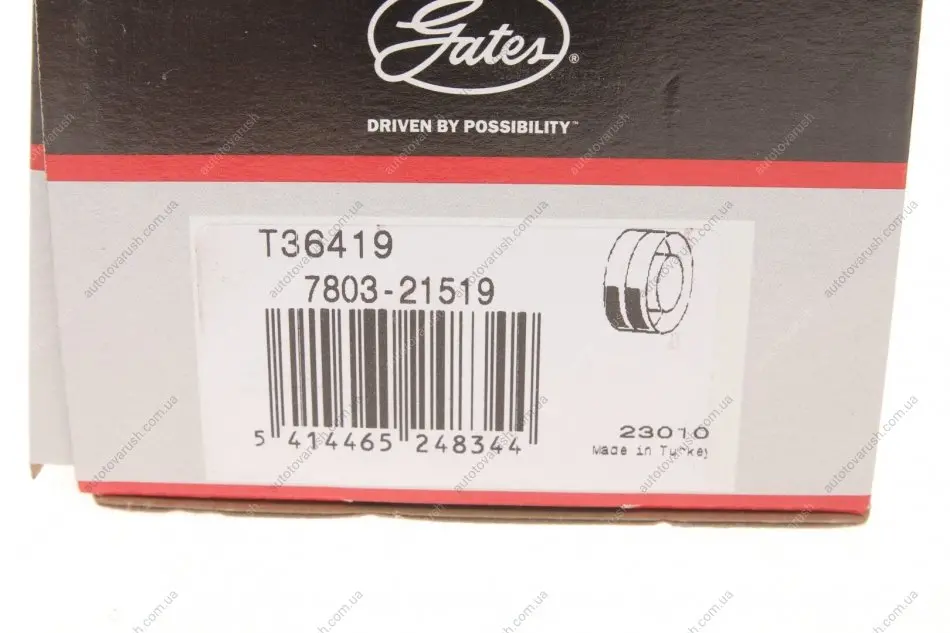 Gates®
DRIVEN BY POSSIBILITY™
T36419
7803-21519
5 414465 248344
23010
Made in Turkey
autotovarush.com.ua